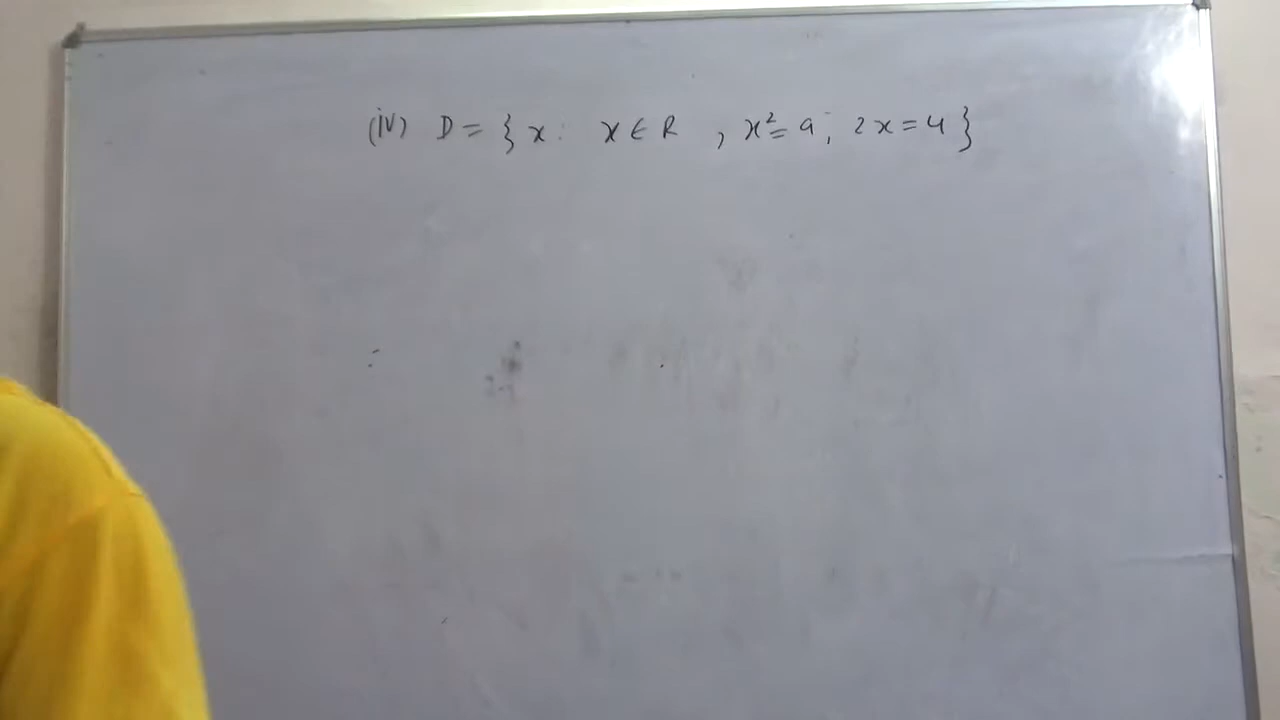 (iv) D = { x : x ∈ R , x² = 9 ; 2x = 4 }